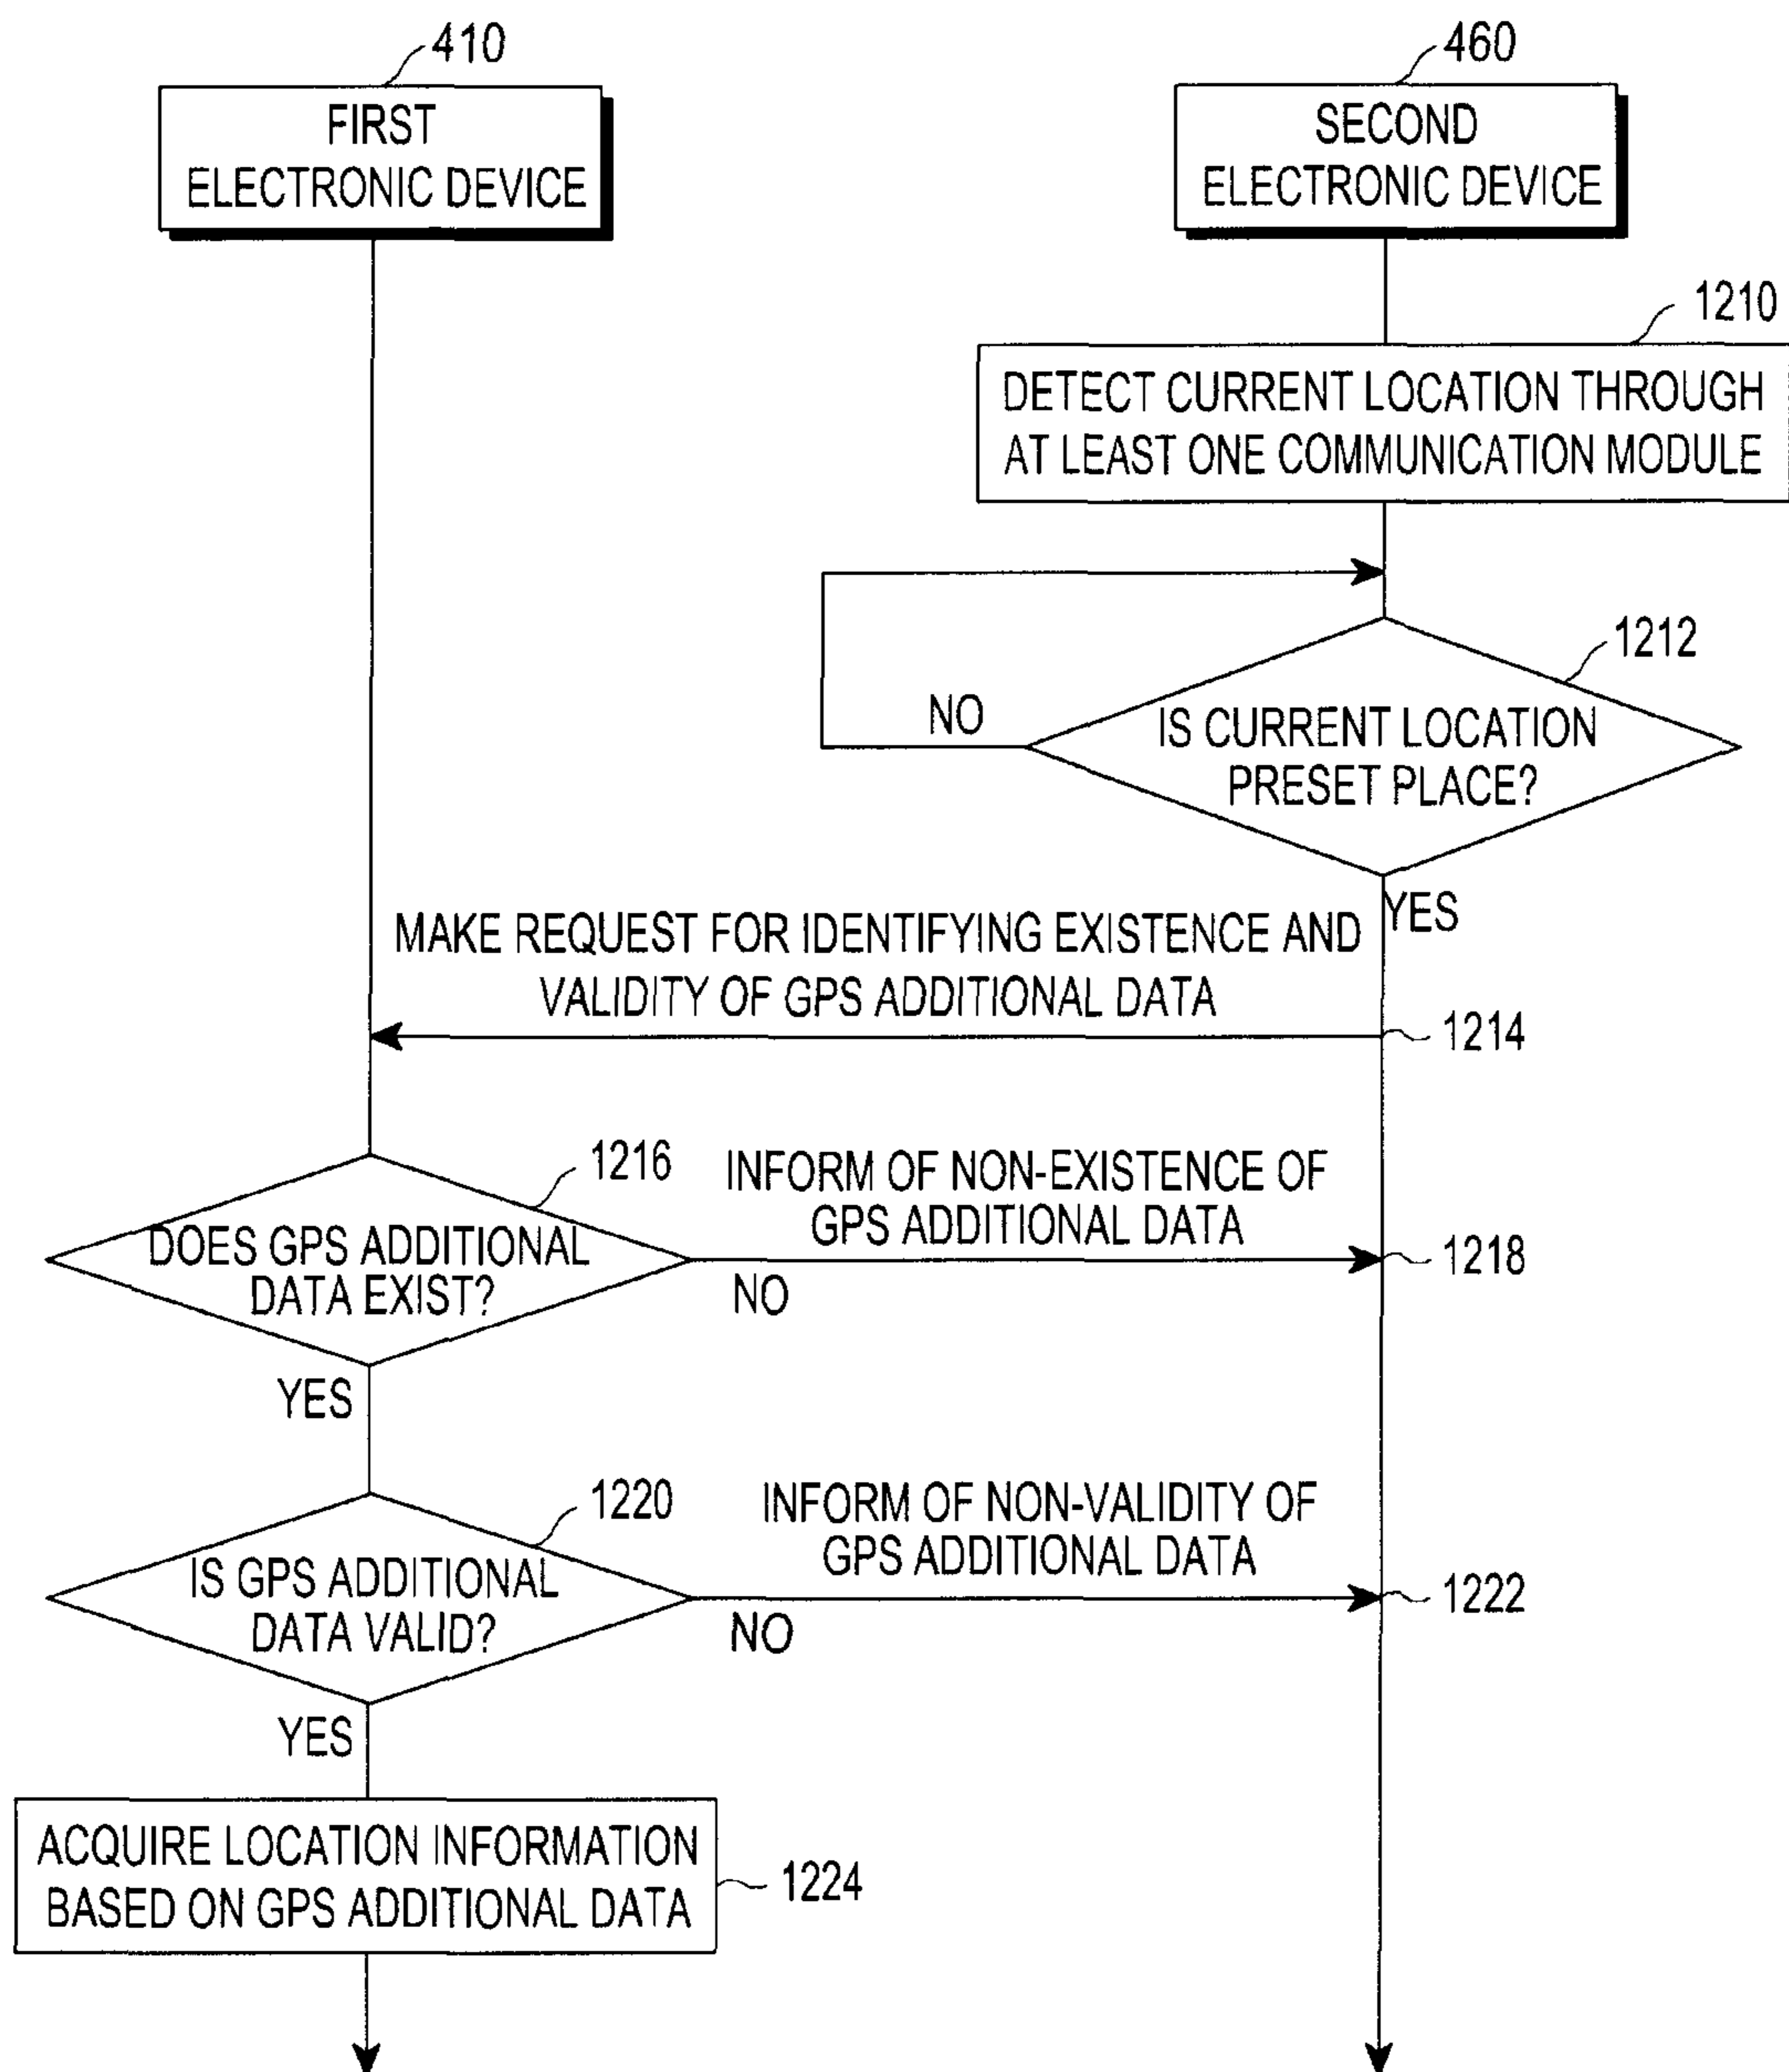 410
FIRST
ELECTRONIC DEVICE
460
SECOND
ELECTRONIC DEVICE
1210
DETECT CURRENT LOCATION THROUGH
AT LEAST ONE COMMUNICATION MODULE
1212
NO
IS CURRENT LOCATION
PRESET PLACE?
YES
MAKE REQUEST FOR IDENTIFYING EXISTENCE AND
VALIDITY OF GPS ADDITIONAL DATA
1214
1216
DOES GPS ADDITIONAL
DATA EXIST?
INFORM OF NON-EXISTENCE OF
GPS ADDITIONAL DATA
1218
NO
YES
1220
IS GPS ADDITIONAL
DATA VALID?
INFORM OF NON-VALIDITY OF
GPS ADDITIONAL DATA
1222
NO
YES
ACQUIRE LOCATION INFORMATION
BASED ON GPS ADDITIONAL DATA
1224